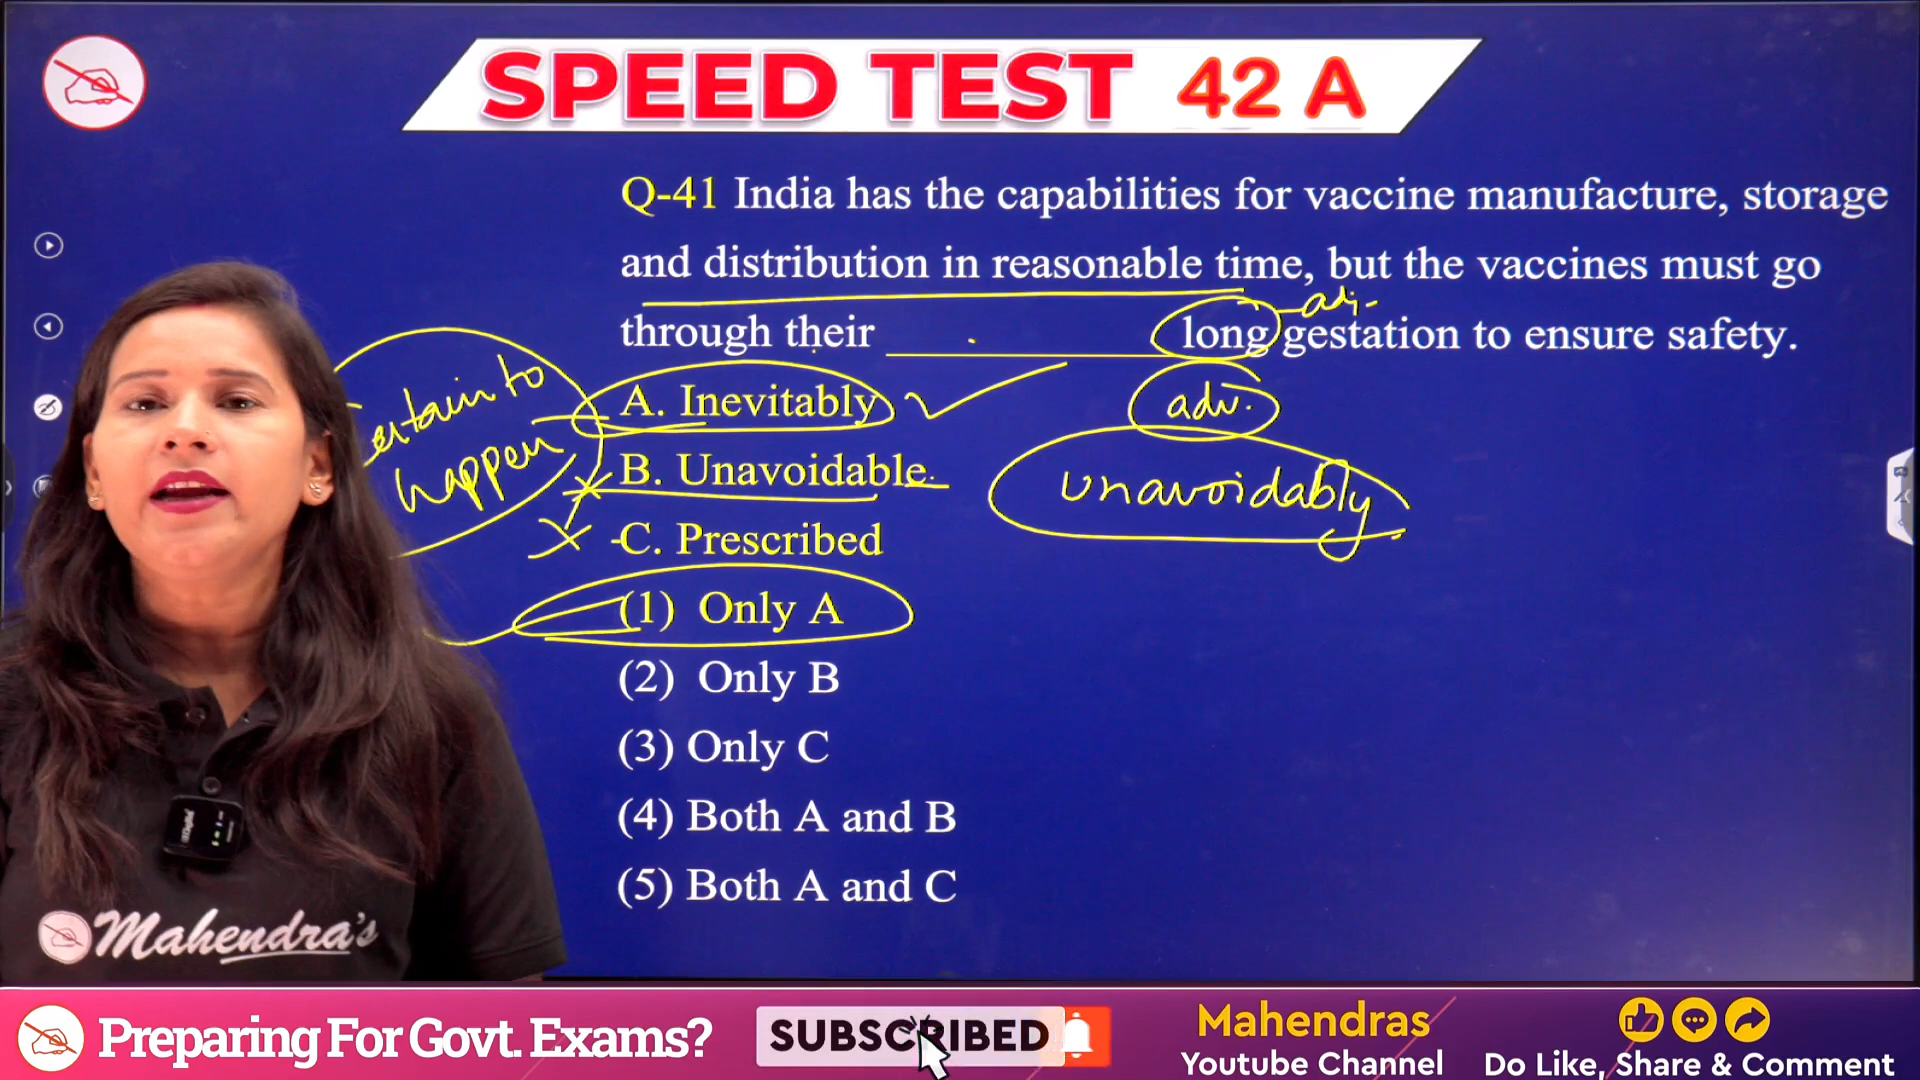 SPEED TEST 42 A
Q-41 India has the capabilities for vaccine manufacture, storage
and distribution in reasonable time, but the vaccines must go
through their ____________ long gestation to ensure safety.
adj.
A. Inevitably
adv.
B. Unavoidable
unavoidably
C. Prescribed
ertain to
happen
(1) Only A
(2) Only B
(3) Only C
(4) Both A and B
(5) Both A and C
Mahendra's
Preparing For Govt. Exams?
SUBSCRIBED
Mahendras
Youtube Channel
Do Like, Share & Comment